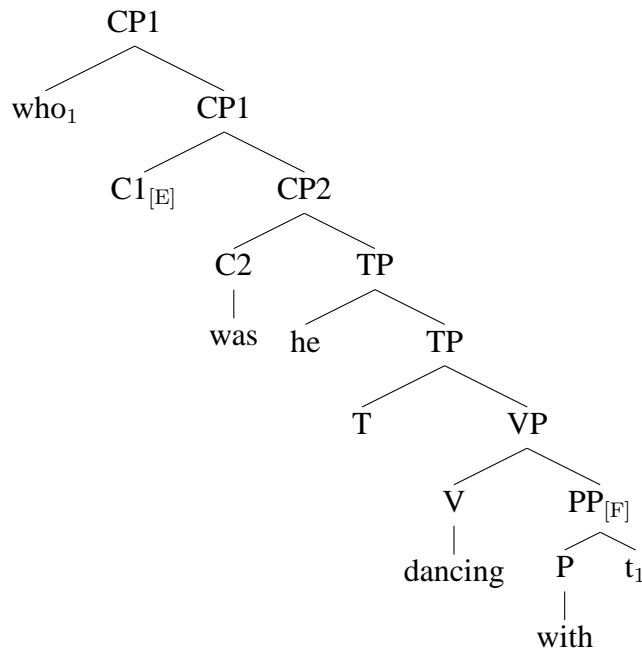 CP1
who₁ CP1
C1[E] CP2
C2 TP
was he TP
T VP
V PP[F]
dancing P t₁
with